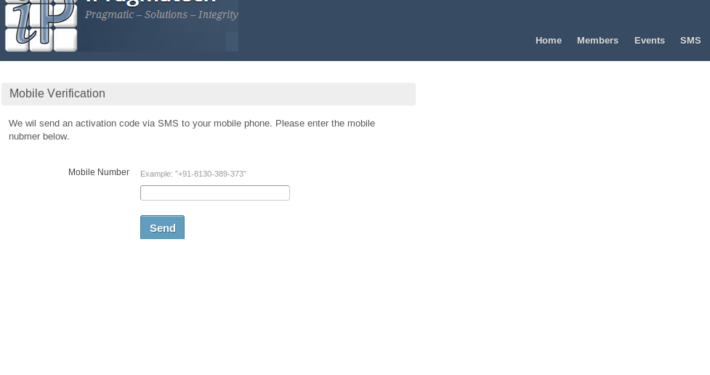 Pragmatic – Solutions – Integrity
Home Members Events SMS
Mobile Verification
We wil send an activation code via SMS to your mobile phone. Please enter the mobile
nubmer below.
Mobile Number Example: "+91-8130-389-373"
Send